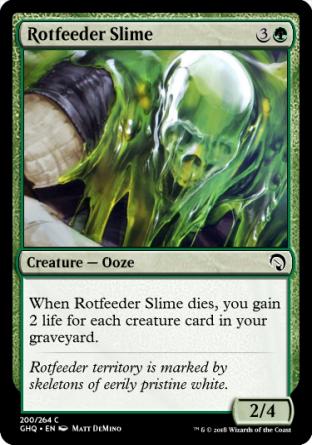 Rotfeeder Slime 3
Creature — Ooze
When Rotfeeder Slime dies, you gain
2 life for each creature card in your
graveyard.
Rotfeeder territory is marked by
skeletons of eerily pristine white.
2/4
200/264 C
GHQ • EN Matt DeMino
™ & © 2018 Wizards of the Coast